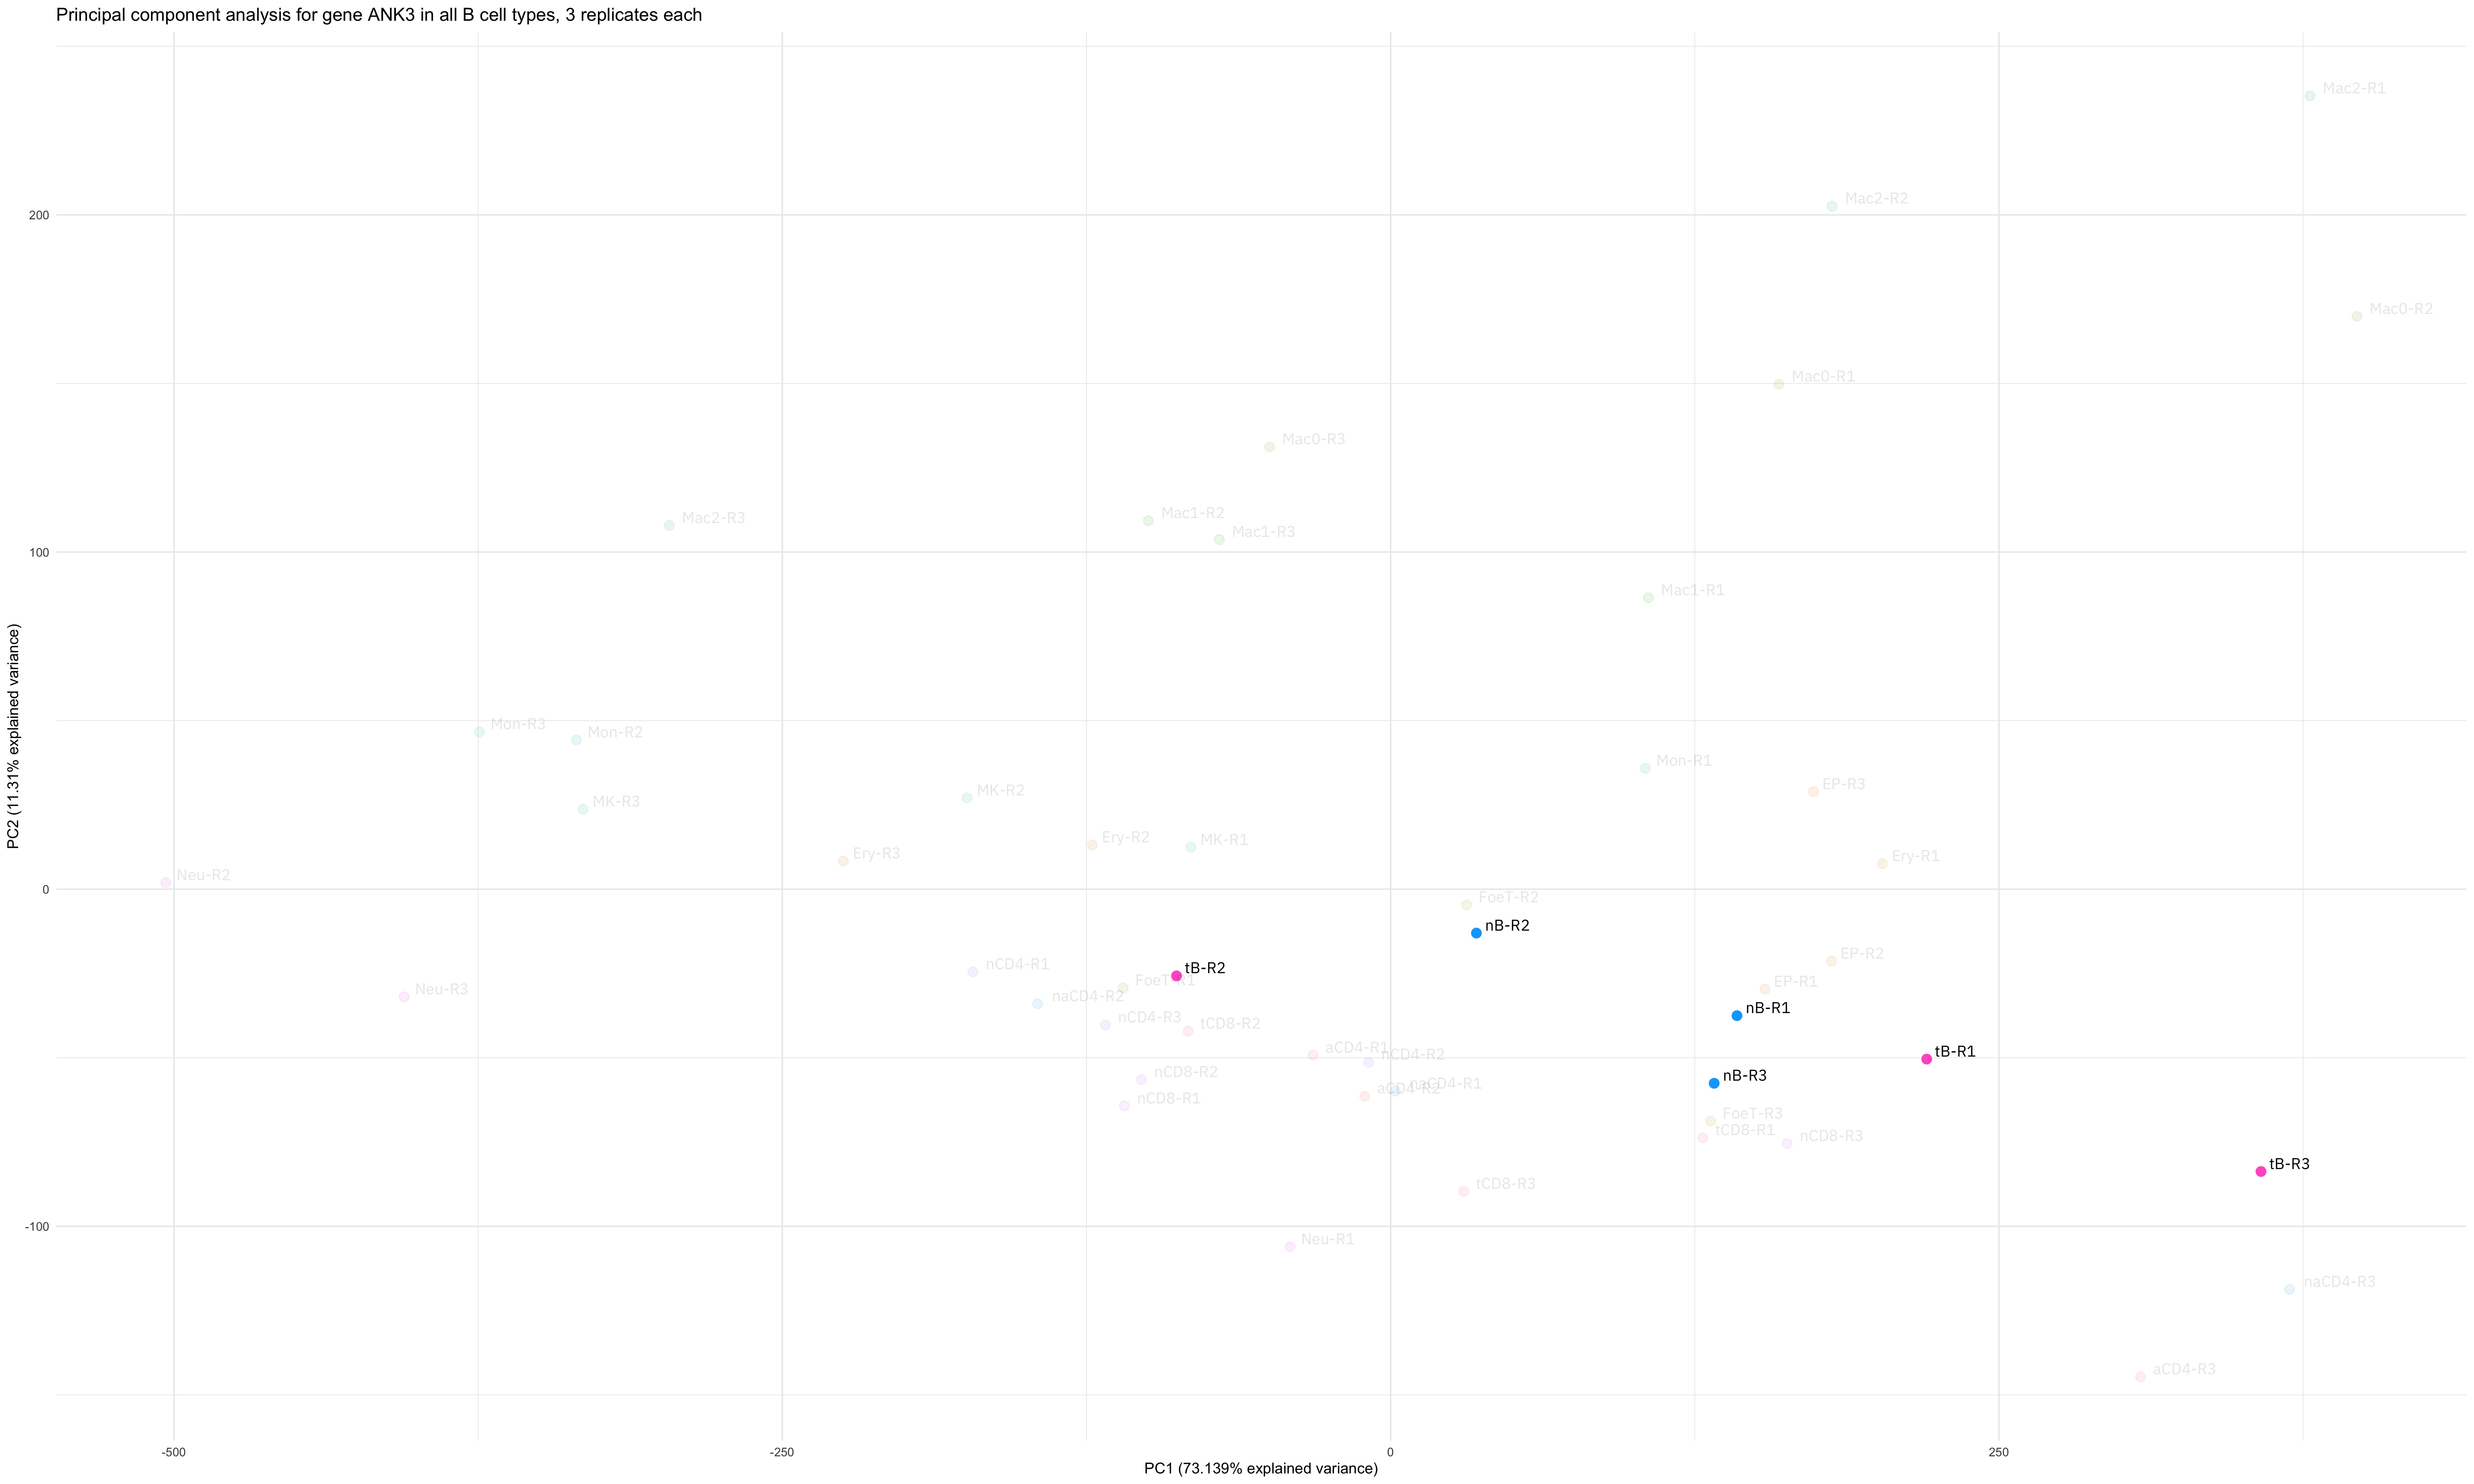 Principal component analysis for gene ANK3 in all B cell types, 3 replicates each
Mac2-R1
Mac2-R2
200
Mac0-R2
Mac0-R1
Mac0-R3
Mac2-R3
Mac1-R2
Mac1-R3
100
Mac1-R1
PC2 (11.31% explained variance)
Mon-R3
Mon-R2
Mon-R1
EP-R3
MK-R2
MK-R3
Ery-R2
MK-R1
Ery-R3
Ery-R1
Neu-R2
0
FoeT-R2
nB-R2
EP-R2
nCD4-R1
tB-R2
FoeT-R1
EP-R1
Neu-R3
naCD4-R2
nB-R1
nCD4-R3
tCD8-R2
aCD4-R1
nCD4-R2
tB-R1
nCD8-R2
nB-R3
naCD4-R1
aCD4-R2
nCD8-R1
FoeT-R3
tCD8-R1
nCD8-R3
tB-R3
tCD8-R3
-100
Neu-R1
naCD4-R3
aCD4-R3
-500
-250
0
250
PC1 (73.139% explained variance)